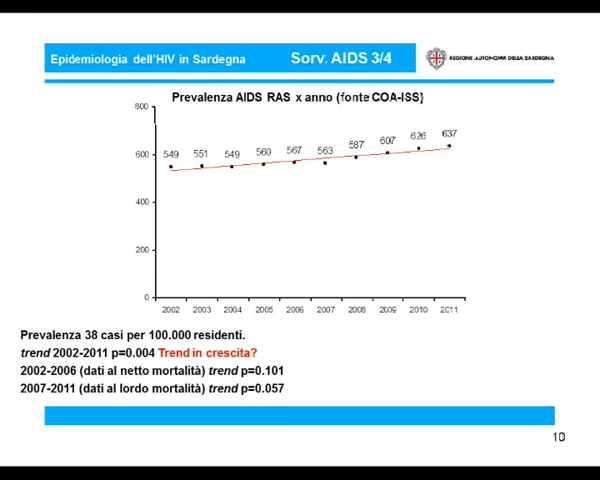 Epidemiologia dell'HIV in Sardegna Sorv. AIDS 3/4
REGIONE AUTONOMA DELLA SARDEGNA
Prevalenza AIDS RAS x anno (fonte COA-ISS)
800
600
400
200
0
549 551 549 560 567 563 587 607 626 637
2002 2003 2004 2005 2006 2007 2008 2009 2010 2011
Prevalenza 38 casi per 100.000 residenti.
trend 2002-2011 p=0.004 Trend in crescita?
2002-2006 (dati al netto mortalità) trend p=0.101
2007-2011 (dati al lordo mortalità) trend p=0.057
10